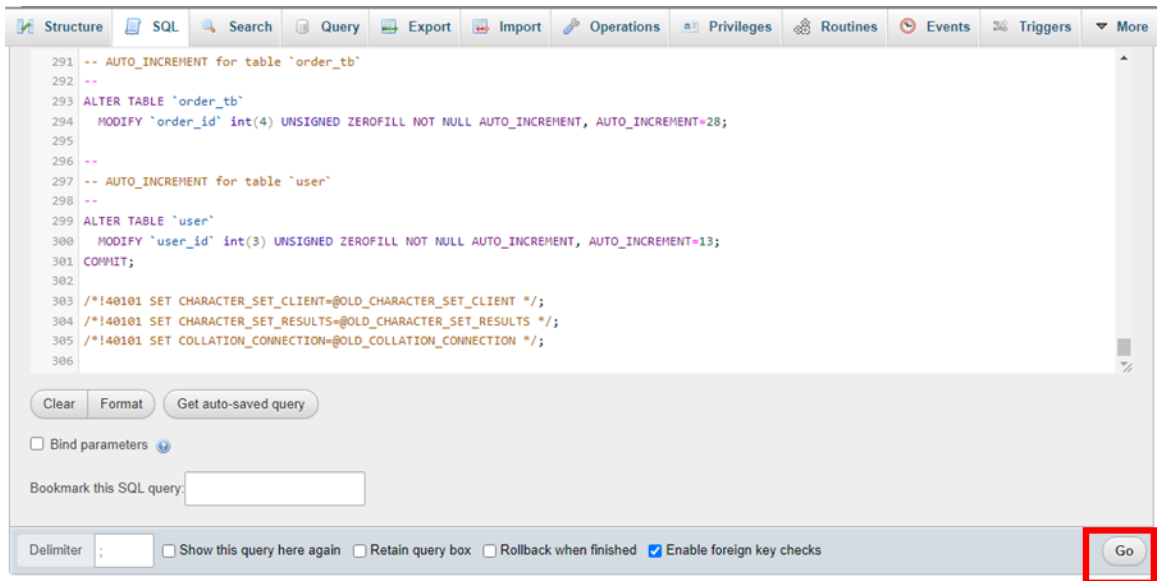 Structure SQL Search Query Export Import Operations Privileges Routines Events Triggers More
291 -- AUTO_INCREMENT for table `order_tb`
292 --
293 ALTER TABLE `order_tb`
294 MODIFY `order_id` int(4) UNSIGNED ZEROFILL NOT NULL AUTO_INCREMENT, AUTO_INCREMENT=28;
295
296 --
297 -- AUTO_INCREMENT for table `user`
298 --
299 ALTER TABLE `user`
300 MODIFY `user_id` int(3) UNSIGNED ZEROFILL NOT NULL AUTO_INCREMENT, AUTO_INCREMENT=13;
301 COMMIT;
302
303 /*!40101 SET CHARACTER_SET_CLIENT=@OLD_CHARACTER_SET_CLIENT */;
304 /*!40101 SET CHARACTER_SET_RESULTS=@OLD_CHARACTER_SET_RESULTS */;
305 /*!40101 SET COLLATION_CONNECTION=@OLD_COLLATION_CONNECTION */;
306
Clear Format Get auto-saved query
Bind parameters
Bookmark this SQL query:
Delimiter ; Show this query here again Retain query box Rollback when finished Enable foreign key checks Go